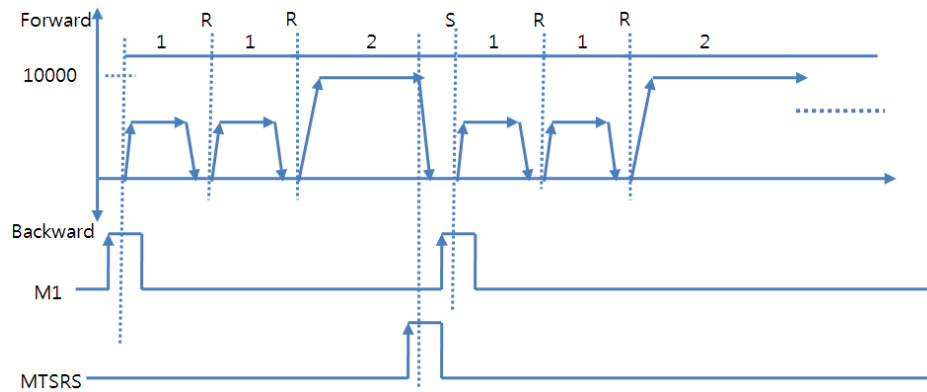 Forward R R S R R
1 1 2 1 1 2
10000
Backward
M1
MTSRS